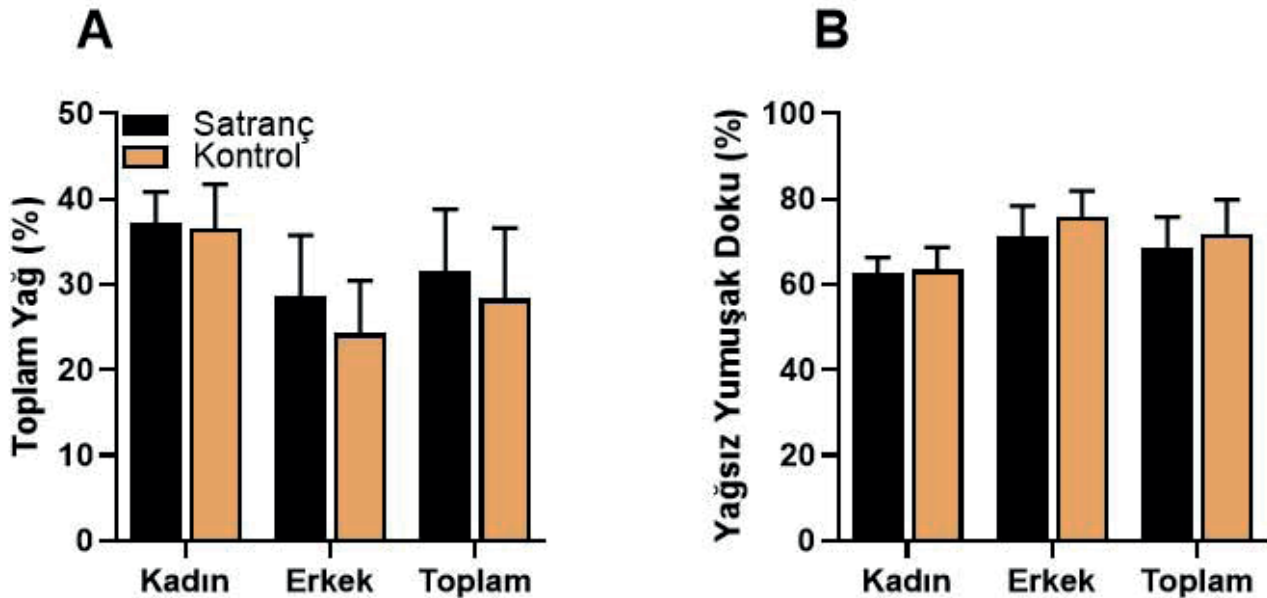 A
Toplam Yağ (%)
50
40
30
20
10
0
Satranç
Kontrol
Kadın Erkek Toplam
B
Yağsız Yumuşak Doku (%)
100
80
60
40
20
0
Kadın Erkek Toplam